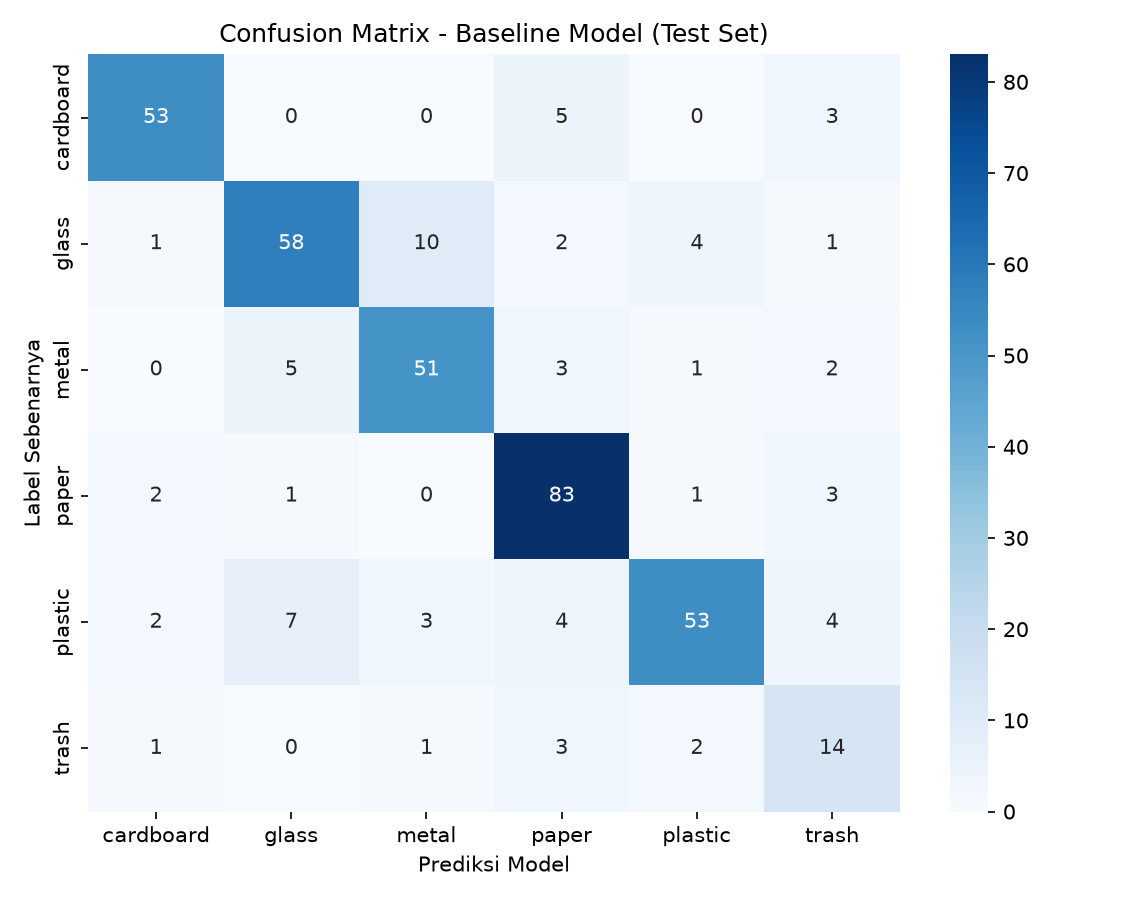 Confusion Matrix - Baseline Model (Test Set)
Label Sebenarnya
cardboard 53 0 0 5 0 3
glass 1 58 10 2 4 1
metal 0 5 51 3 1 2
paper 2 1 0 83 1 3
plastic 2 7 3 4 53 4
trash 1 0 1 3 2 14
cardboard glass metal paper plastic trash
Prediksi Model
80
70
60
50
40
30
20
10
0